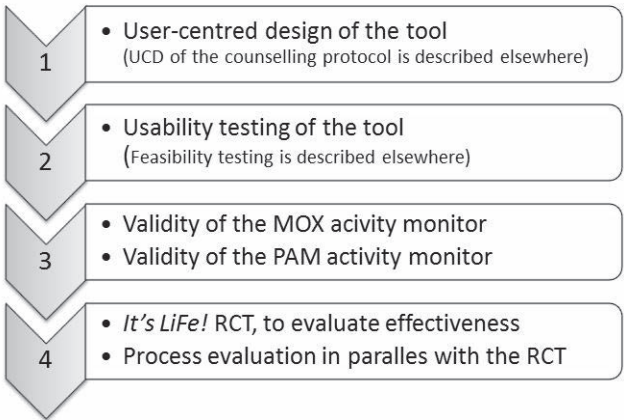 1
• User-centred design of the tool
(UCD of the counselling protocol is described elsewhere)
2
• Usability testing of the tool
(Feasibility testing is described elsewhere)
3
• Validity of the MOX acivity monitor
• Validity of the PAM activity monitor
4
• It's LiFe! RCT, to evaluate effectiveness
• Process evaluation in paralles with the RCT